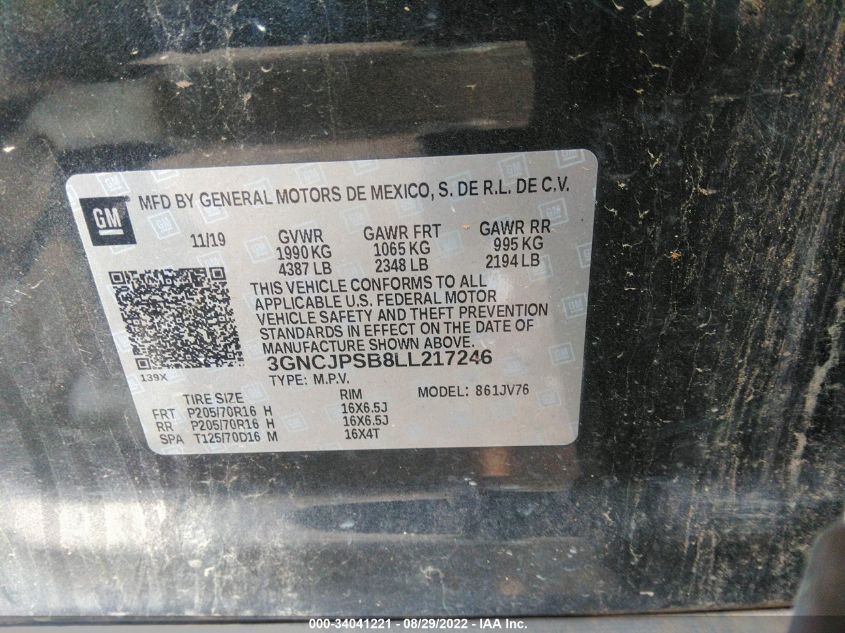 GM MFD BY GENERAL MOTORS DE MEXICO, S. DE R.L. DE C.V.
11/19 GVWR GAWR FRT GAWR RR
1990 KG 1065 KG 995 KG
4387 LB 2348 LB 2194 LB
THIS VEHICLE CONFORMS TO ALL
APPLICABLE U.S. FEDERAL MOTOR
VEHICLE SAFETY AND THEFT PREVENTION
STANDARDS IN EFFECT ON THE DATE OF
MANUFACTURE SHOWN ABOVE.
3GNCJPSB8LL217246
139X TYPE: M.P.V. MODEL: 861JV76
TIRE SIZE RIM
FRT P205/70R16 H 16X6.5J
RR P205/70R16 H 16X6.5J
SPA T125/70D16 M 16X4T
000-34041221 - 08/29/2022 - IAA Inc.